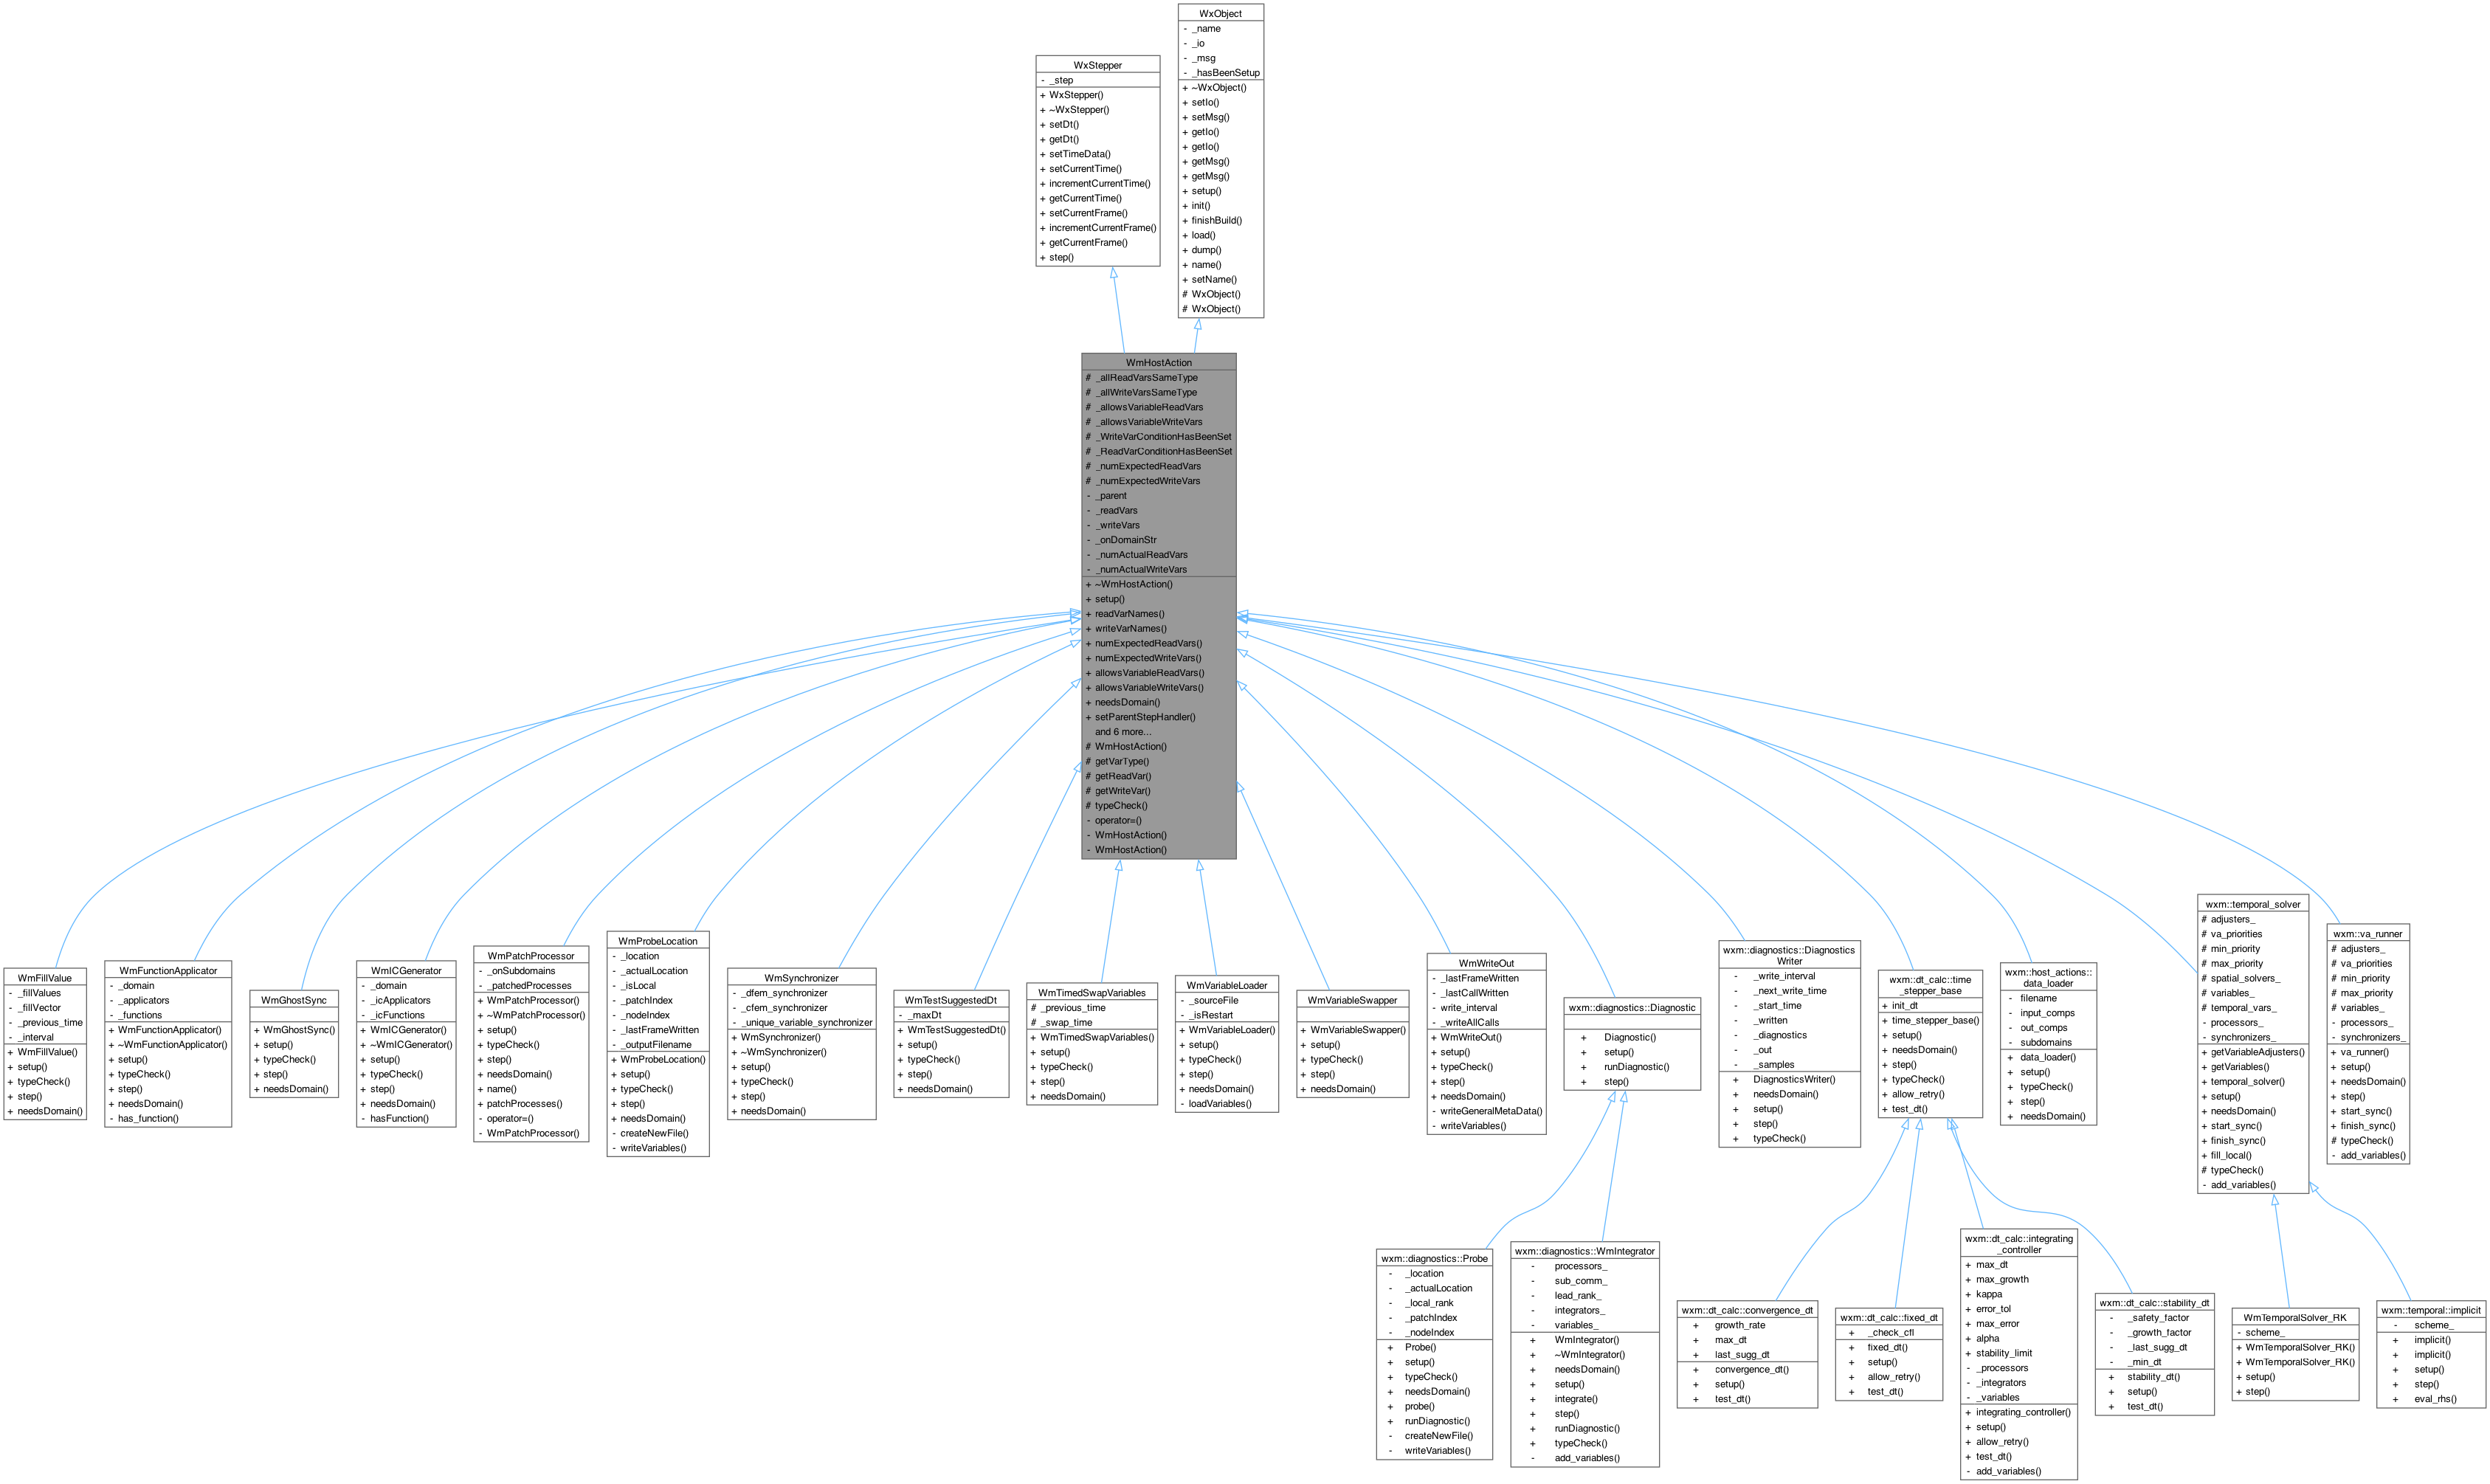 WxObject
- _name
- _io
- _msg
- _hasBeenSetup
+ ~WxObject()
+ setIo()
+ setMsg()
+ getIo()
+ getIo()
+ getMsg()
+ getMsg()
+ setup()
+ init()
+ finishBuild()
+ load()
+ dump()
+ name()
+ setName()
# WxObject()
# WxObject()
WxStepper
- _step
+ WxStepper()
+ ~WxStepper()
+ setDt()
+ getDt()
+ setTimeData()
+ setCurrentTime()
+ incrementCurrentTime()
+ getCurrentTime()
+ setCurrentFrame()
+ incrementCurrentFrame()
+ getCurrentFrame()
+ step()
WmHostAction
# _allReadVarsSameType
# _allWriteVarsSameType
# _allowsVariableReadVars
# _allowsVariableWriteVars
# _WriteVarConditionHasBeenSet
# _ReadVarConditionHasBeenSet
# _numExpectedReadVars
# _numExpectedWriteVars
- _parent
- _readVars
- _writeVars
- _onDomainStr
- _numActualReadVars
- _numActualWriteVars
+ ~WmHostAction()
+ setup()
+ readVarNames()
+ writeVarNames()
+ numExpectedReadVars()
+ numExpectedWriteVars()
+ allowsVariableReadVars()
+ allowsVariableWriteVars()
+ needsDomain()
+ setParentStepHandler()
and 6 more...
# WmHostAction()
# getVarType()
# getReadVar()
# getWriteVar()
# typeCheck()
- operator=()
- WmHostAction()
- WmHostAction()
WmFillValue
- _fillValues
- _fillVector
- _previous_time
- _interval
+ WmFillValue()
+ setup()
+ typeCheck()
+ step()
+ needsDomain()
WmFunctionApplicator
- _domain
- _applicators
- _functions
+ WmFunctionApplicator()
+ ~WmFunctionApplicator()
+ setup()
+ typeCheck()
+ step()
+ needsDomain()
- has_function()
WmGhostSync
+ WmGhostSync()
+ setup()
+ typeCheck()
+ step()
+ needsDomain()
WmICGenerator
- _domain
- _icApplicators
- _icFunctions
+ WmICGenerator()
+ ~WmICGenerator()
+ setup()
+ typeCheck()
+ step()
+ needsDomain()
- hasFunction()
WmPatchProcessor
- _onSubdomains
- _patchedProcesses
+ WmPatchProcessor()
+ ~WmPatchProcessor()
+ setup()
+ typeCheck()
+ step()
+ needsDomain()
+ name()
+ patchProcesses()
- operator=()
- WmPatchProcessor()
WmProbeLocation
- _location
- _actualLocation
- _isLocal
- _patchIndex
- _nodeIndex
- _lastFrameWritten
- _outputFilename
+ WmProbeLocation()
+ setup()
+ typeCheck()
+ step()
+ needsDomain()
- createNewFile()
- writeVariables()
WmSynchronizer
- _dfem_synchronizer
- _cfem_synchronizer
- _unique_variable_synchronizer
+ WmSynchronizer()
+ ~WmSynchronizer()
+ setup()
+ typeCheck()
+ step()
+ needsDomain()
WmTestSuggestedDt
- _maxDt
+ WmTestSuggestedDt()
+ setup()
+ typeCheck()
+ step()
+ needsDomain()
WmTimedSwapVariables
# _previous_time
# _swap_time
+ WmTimedSwapVariables()
+ setup()
+ typeCheck()
+ step()
+ needsDomain()
WmVariableLoader
- _sourceFile
- _isRestart
+ WmVariableLoader()
+ setup()
+ typeCheck()
+ step()
+ needsDomain()
- loadVariables()
WmVariableSwapper
+ WmVariableSwapper()
+ setup()
+ typeCheck()
+ step()
+ needsDomain()
WmWriteOut
- _lastFrameWritten
- _lastCallWritten
- write_interval
- _writeAllCalls
+ WmWriteOut()
+ setup()
+ typeCheck()
+ step()
+ needsDomain()
- writeGeneralMetaData()
- writeVariables()
wxm::diagnostics::Diagnostic
+ Diagnostic()
+ setup()
+ runDiagnostic()
+ step()
wxm::diagnostics::Diagnostics
Writer
- _write_interval
- _next_write_time
- _start_time
- _written
- _diagnostics
- _out
- _samples
+ DiagnosticsWriter()
+ needsDomain()
+ setup()
+ step()
+ typeCheck()
wxm::dt_calc::time
_stepper_base
+ init_dt
+ time_stepper_base()
+ setup()
+ needsDomain()
+ step()
+ typeCheck()
+ allow_retry()
+ test_dt()
wxm::host_actions::
data_loader
- filename
- input_comps
- out_comps
- subdomains
+ data_loader()
+ setup()
+ typeCheck()
+ step()
+ needsDomain()
wxm::temporal_solver
# adjusters_
# va_priorities
# min_priority
# max_priority
# spatial_solvers_
# variables_
# temporal_vars_
- processors_
- synchronizers_
+ getVariableAdjusters()
+ getVariables()
+ temporal_solver()
+ setup()
+ needsDomain()
+ start_sync()
+ finish_sync()
+ fill_local()
# typeCheck()
- add_variables()
wxm::va_runner
# adjusters_
# va_priorities
# min_priority
# max_priority
# variables_
- processors_
- synchronizers_
+ va_runner()
+ setup()
+ needsDomain()
+ step()
+ start_sync()
+ finish_sync()
# typeCheck()
- add_variables()
wxm::diagnostics::Probe
- _location
- _actualLocation
- _local_rank
- _patchIndex
- _nodeIndex
+ Probe()
+ setup()
+ typeCheck()
+ needsDomain()
+ probe()
+ runDiagnostic()
- createNewFile()
- writeVariables()
wxm::diagnostics::WmIntegrator
- processors_
- sub_comm_
- lead_rank_
- integrators_
- variables_
+ WmIntegrator()
+ ~WmIntegrator()
+ needsDomain()
+ setup()
+ integrate()
+ step()
+ runDiagnostic()
+ typeCheck()
- add_variables()
wxm::dt_calc::convergence_dt
+ growth_rate
+ max_dt
+ last_sugg_dt
+ convergence_dt()
+ setup()
+ test_dt()
wxm::dt_calc::fixed_dt
+ _check_cfl
+ fixed_dt()
+ setup()
+ allow_retry()
+ test_dt()
wxm::dt_calc::integrating
_controller
+ max_dt
+ max_growth
+ kappa
+ error_tol
+ max_error
+ alpha
+ stability_limit
- _processors
- _integrators
- _variables
+ integrating_controller()
+ setup()
+ allow_retry()
+ test_dt()
- add_variables()
wxm::dt_calc::stability_dt
- _safety_factor
- _growth_factor
- _last_sugg_dt
- _min_dt
+ stability_dt()
+ setup()
+ test_dt()
WmTemporalSolver_RK
- scheme_
+ WmTemporalSolver_RK()
+ WmTemporalSolver_RK()
+ setup()
+ step()
wxm::temporal::implicit
- scheme_
+ implicit()
+ implicit()
+ setup()
+ step()
+ eval_rhs()